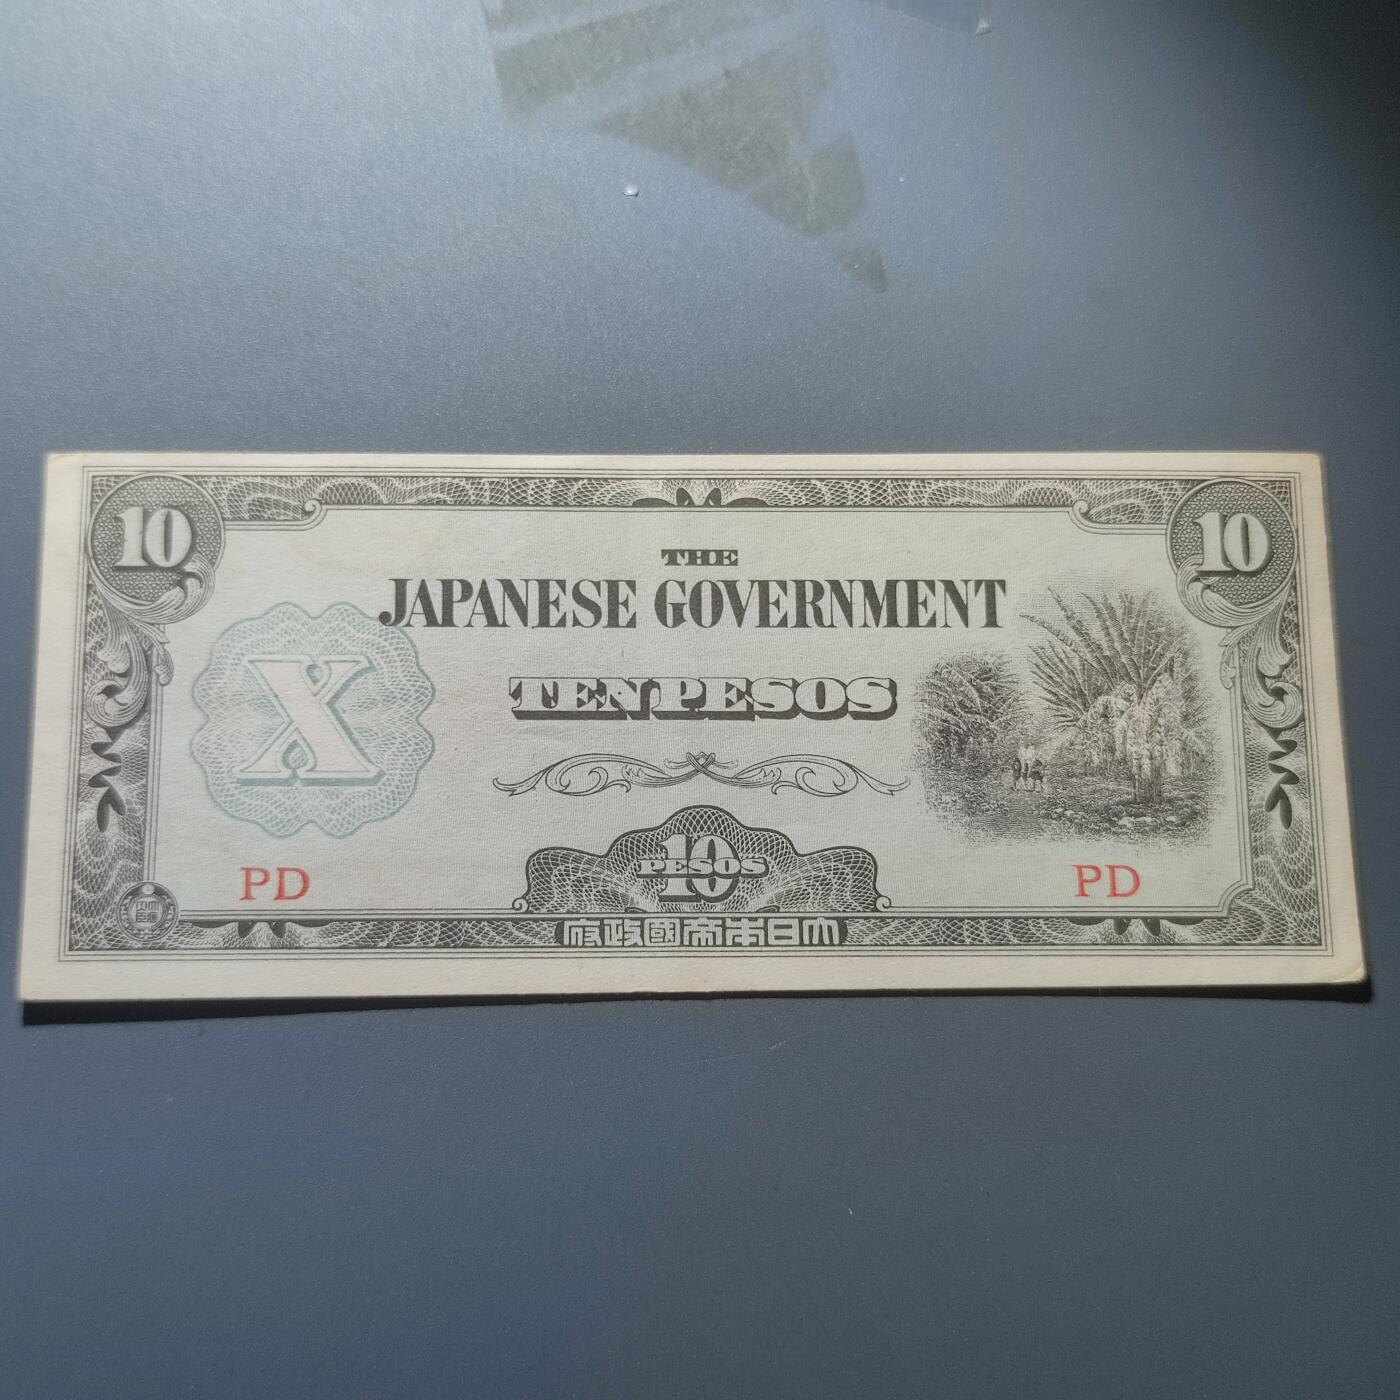 10
10
THE
JAPANESE GOVERNMENT
X
TEN PESOS
10
PESOS
PD
PD
大日本帝國政府